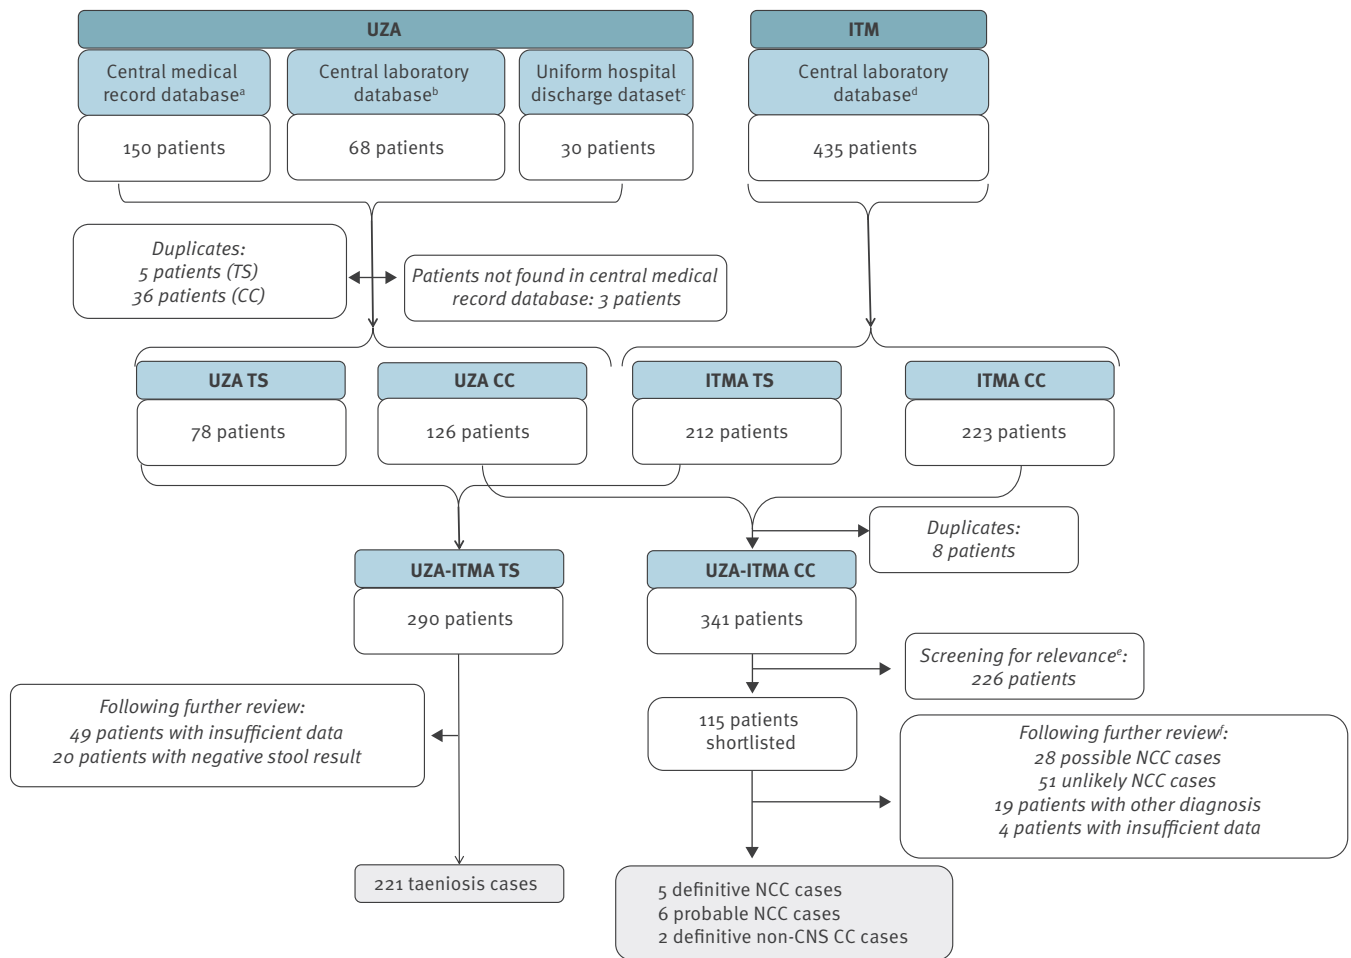 UZA
ITM
Central medical
record databaseᵃ
Central laboratory
databaseᵇ
Uniform hospital
discharge datasetᶜ
Central laboratory
databaseᵈ
150 patients
68 patients
30 patients
435 patients
Duplicates:
5 patients (TS)
36 patients (CC)
Patients not found in central medical
record database: 3 patients
UZA TS
UZA CC
ITMA TS
ITMA CC
78 patients
126 patients
212 patients
223 patients
Duplicates:
8 patients
UZA-ITMA TS
UZA-ITMA CC
290 patients
341 patients
Screening for relevanceᵉ:
226 patients
Following further review:
49 patients with insufficient data
20 patients with negative stool result
115 patients
shortlisted
Following further reviewᶠ:
28 possible NCC cases
51 unlikely NCC cases
19 patients with other diagnosis
4 patients with insufficient data
221 taeniosis cases
5 definitive NCC cases
6 probable NCC cases
2 definitive non-CNS CC cases